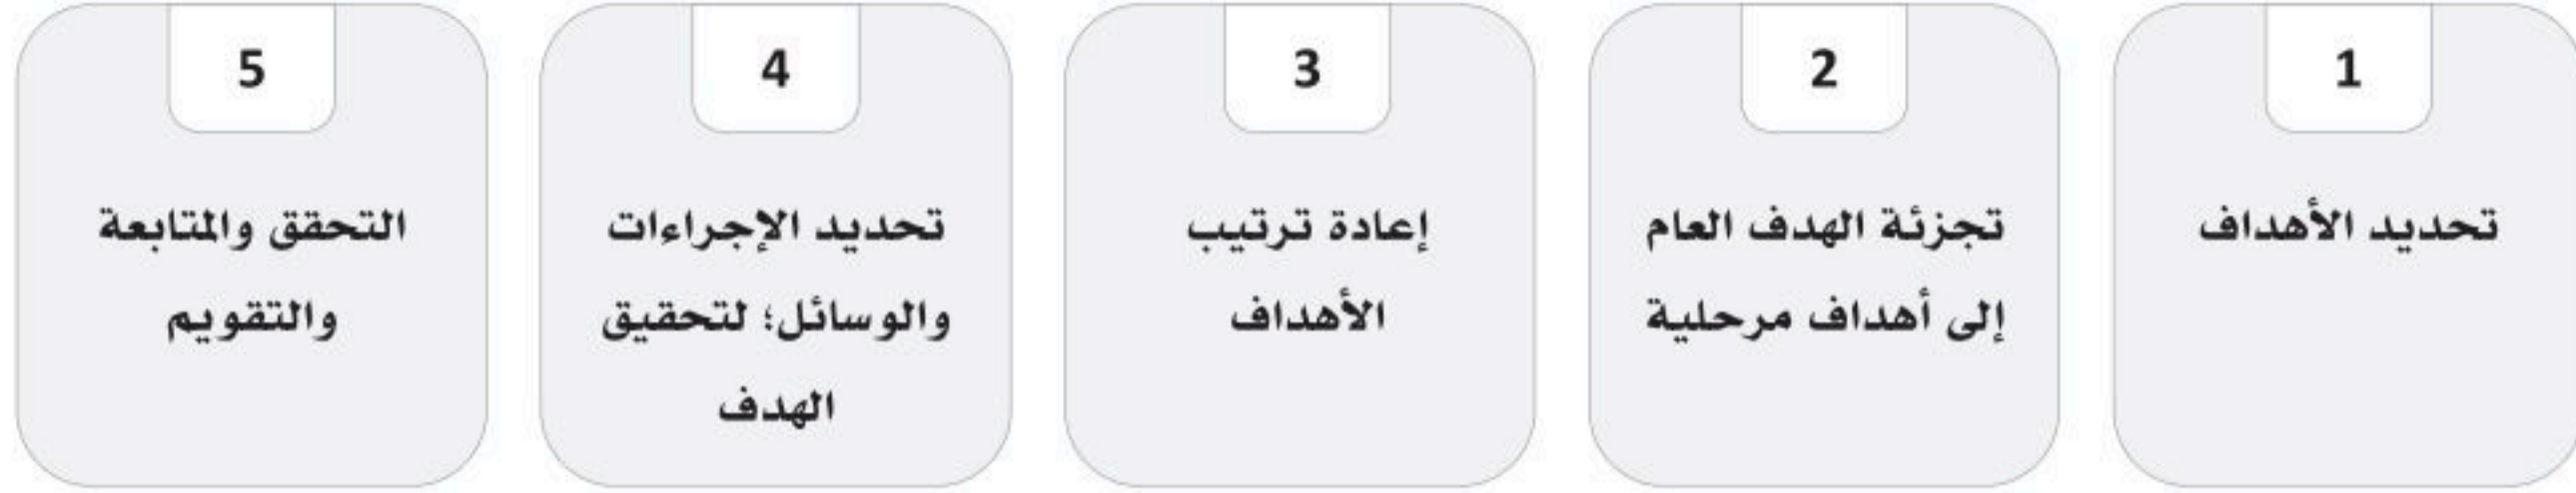 1
تحديد الأهداف
2
تجزئة الهدف العام
إلى أهداف مرحلية
3
إعادة ترتيب
الأهداف
4
تحديد الإجراءات
والوسائل؛ لتحقيق
الهدف
5
التحقق والمتابعة
والتقويم